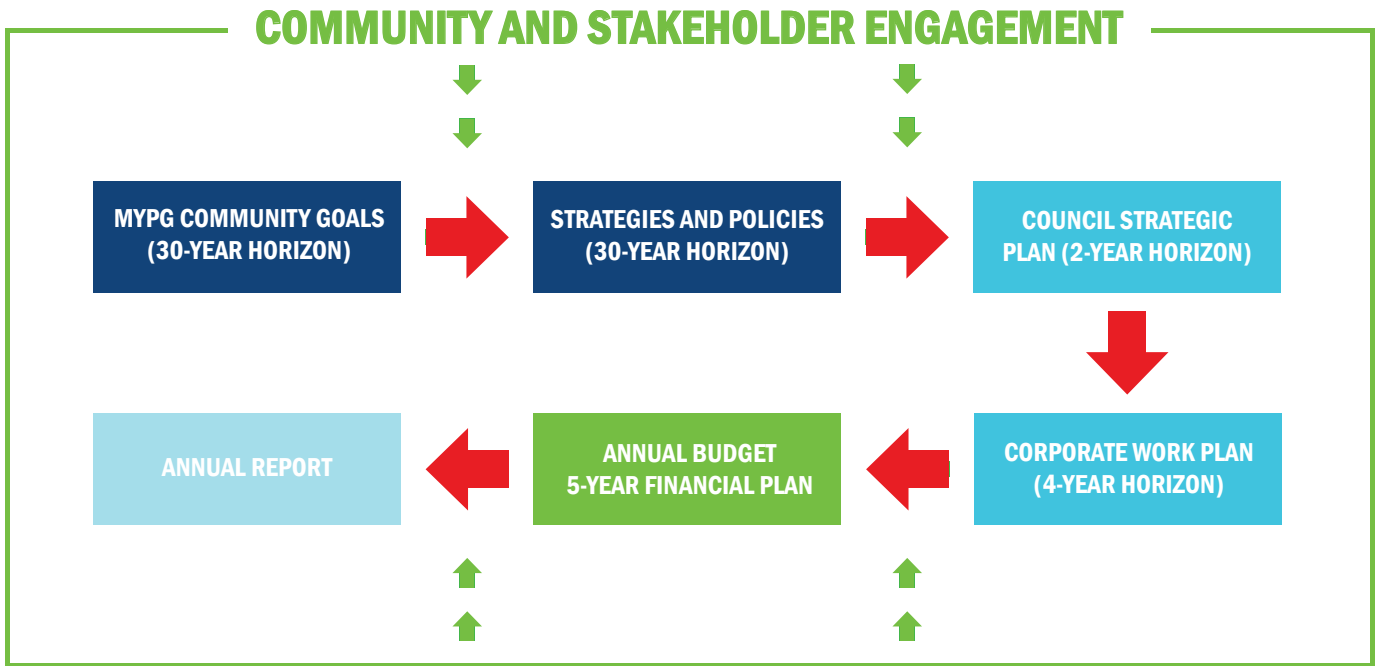 COMMUNITY AND STAKEHOLDER ENGAGEMENT
MYPG COMMUNITY GOALS
(30-YEAR HORIZON)
STRATEGIES AND POLICIES
(30-YEAR HORIZON)
COUNCIL STRATEGIC
PLAN (2-YEAR HORIZON)
ANNUAL REPORT
ANNUAL BUDGET
5-YEAR FINANCIAL PLAN
CORPORATE WORK PLAN
(4-YEAR HORIZON)